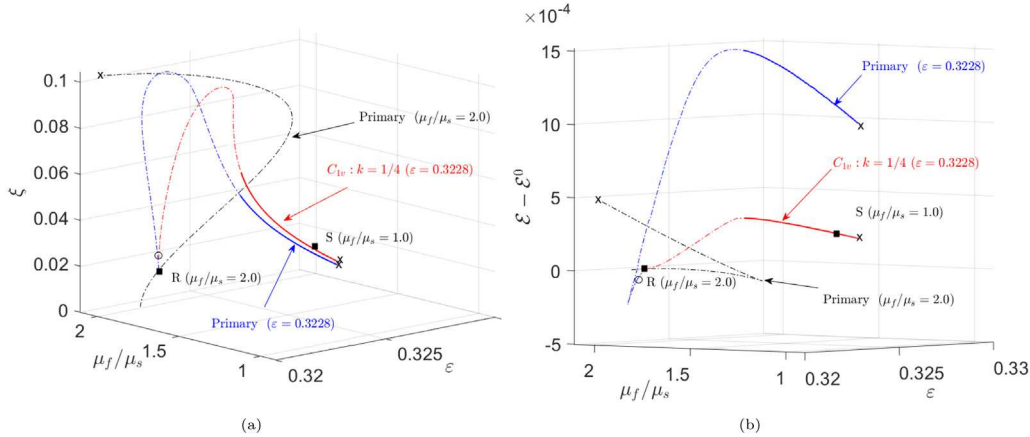 0.1
0.08
0.06
0.04
0.02
0
ξ
2
1.5
1
μ_f/μ_s
0.32
0.325
ε
x
Primary (μ_f/μ_s = 2.0)
C_{1v} : k = 1/4 (ε = 0.3228)
S (μ_f/μ_s = 1.0)
x
x
R (μ_f/μ_s = 2.0)
Primary (ε = 0.3228)
(a)
×10^{-4}
15
10
5
0
-5
ℰ − ℰ^0
2
1.5
1
μ_f/μ_s
0.32
0.325
0.33
ε
Primary (ε = 0.3228)
x
x
C_{1v} : k = 1/4 (ε = 0.3228)
S (μ_f/μ_s = 1.0)
x
R (μ_f/μ_s = 2.0)
Primary (μ_f/μ_s = 2.0)
(b)